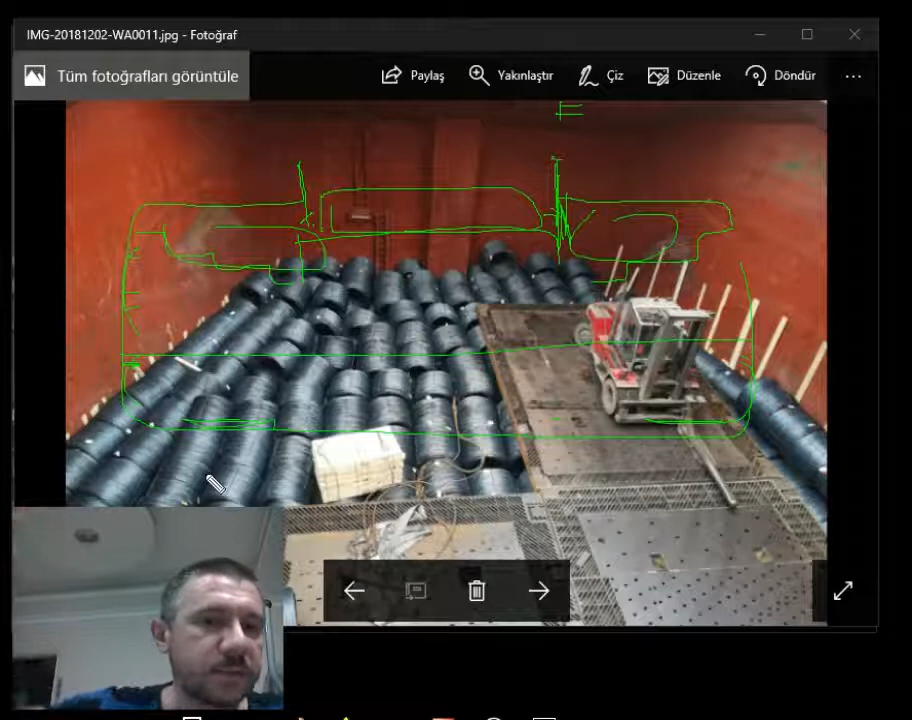 IMG-20181202-WA0011.jpg - Fotoğraf
Tüm fotoğrafları görüntüle
Paylaş
Yakınlaştır
Çiz
Düzenle
Döndür